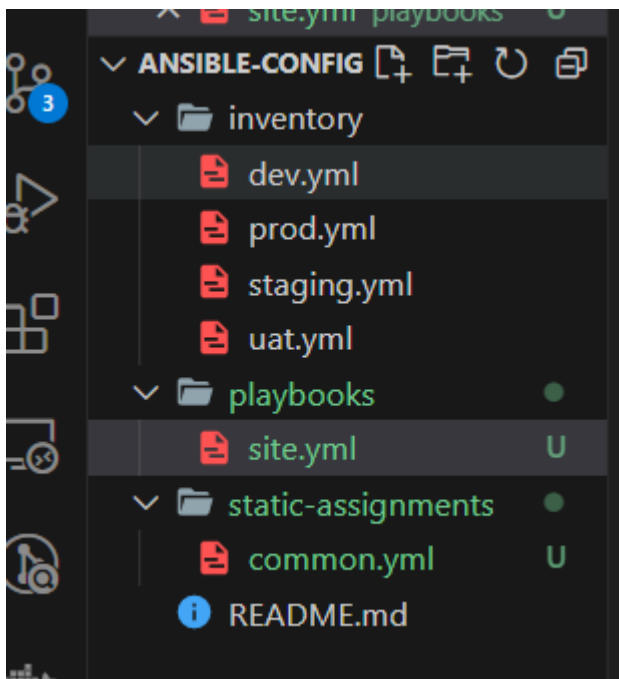 site.yml playbooks U
ANSIBLE-CONFIG
3
inventory
dev.yml
prod.yml
staging.yml
uat.yml
playbooks
site.yml U
static-assignments
common.yml U
README.md